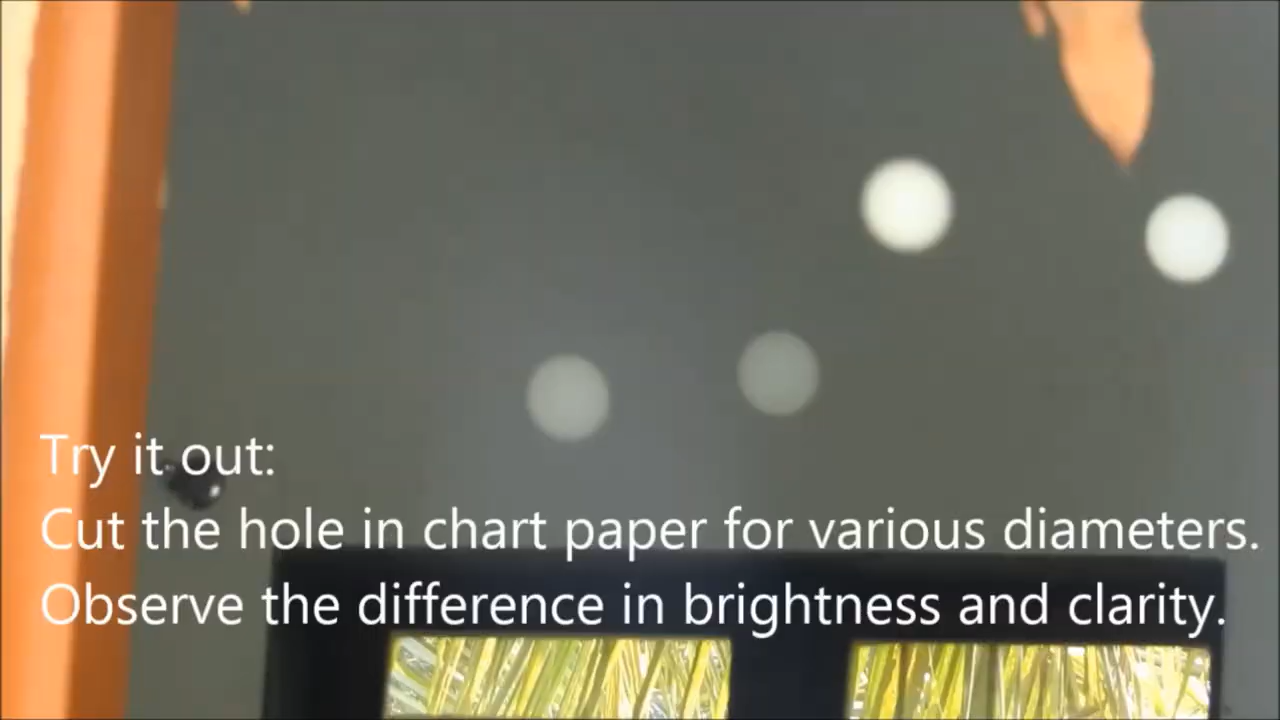 Try it out:
Cut the hole in chart paper for various diameters.
Observe the difference in brightness and clarity.